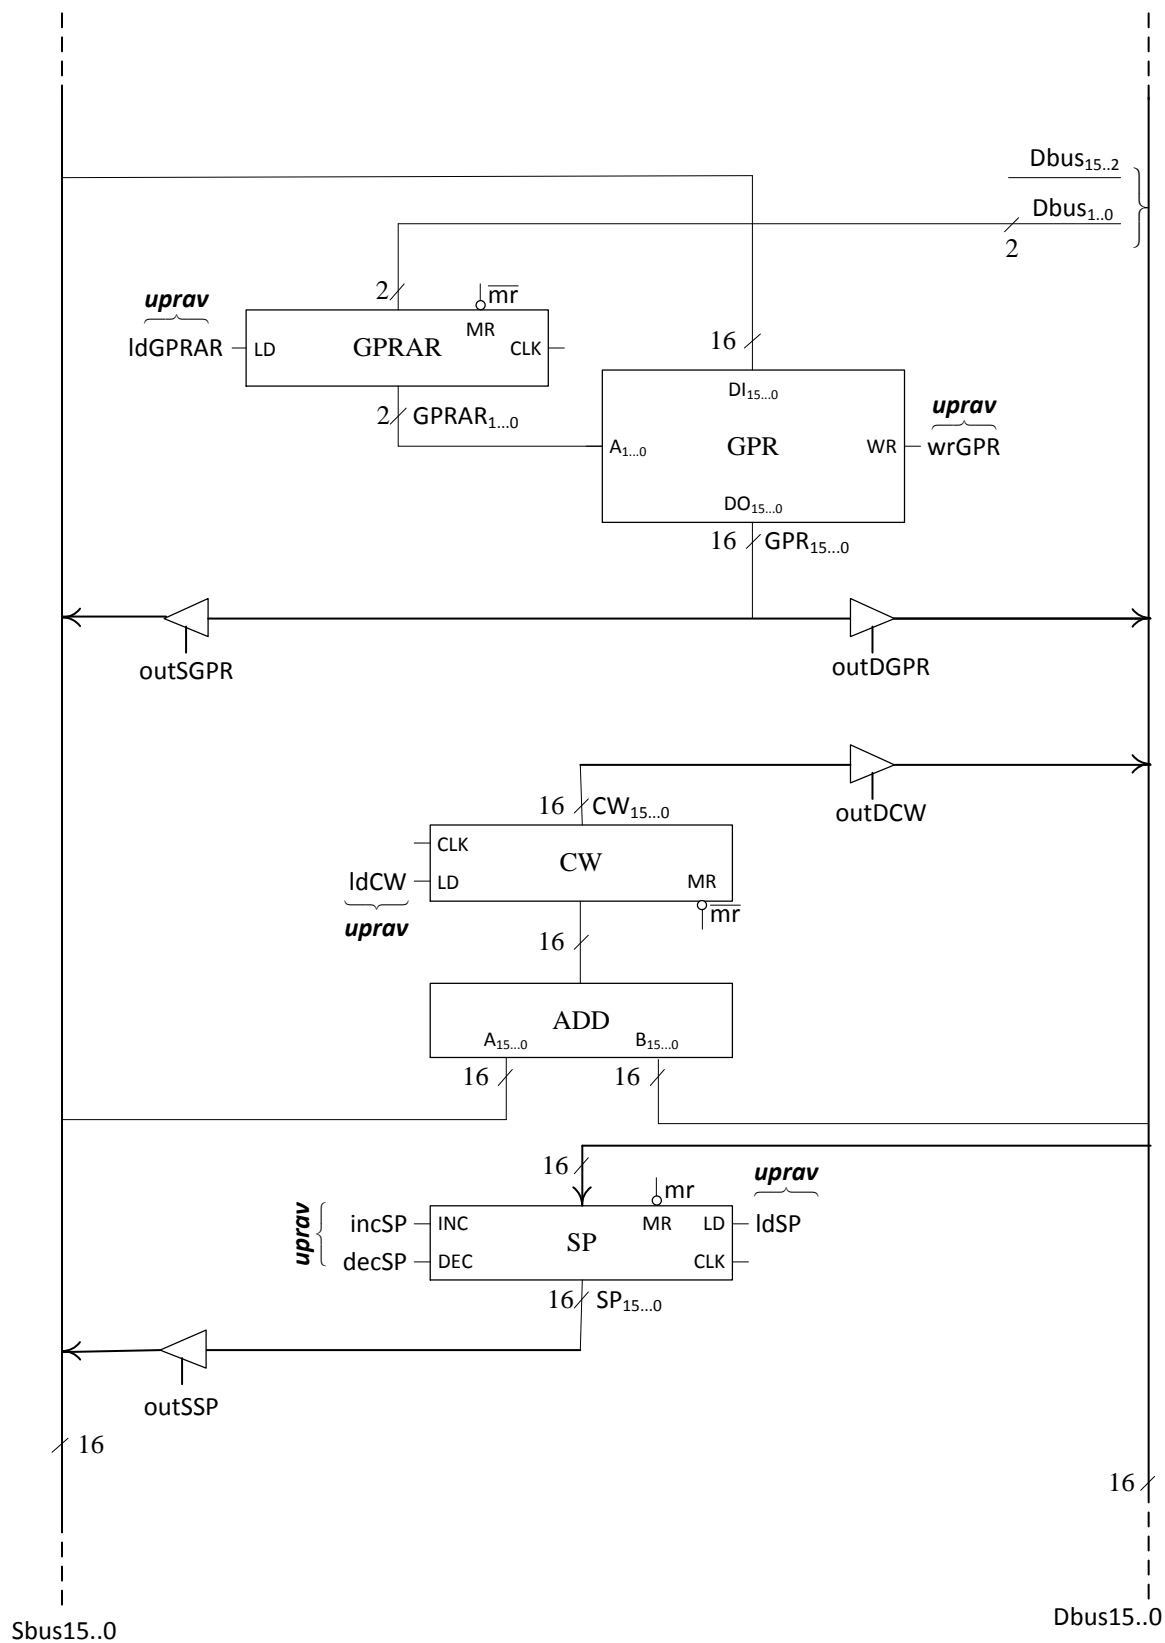 Dbus15..2
Dbus1..0
2
2
mr
uprav
MR
16
ldGPRAR
LD
GPRAR
CLK
DI15...0
uprav
2
GPRAR1...0
A1...0
GPR
WR
wrGPR
DO15...0
16
GPR15...0
outSGPR
outDGPR
16
CW15...0
outDCW
CLK
CW
ldCW
LD
MR
uprav
mr
16
ADD
A15...0
B15...0
16
16
16
uprav
mr
uprav
incSP
INC
SP
MR
LD
ldSP
decSP
DEC
CLK
16
SP15...0
outSSP
16
16
Sbus15..0
Dbus15..0